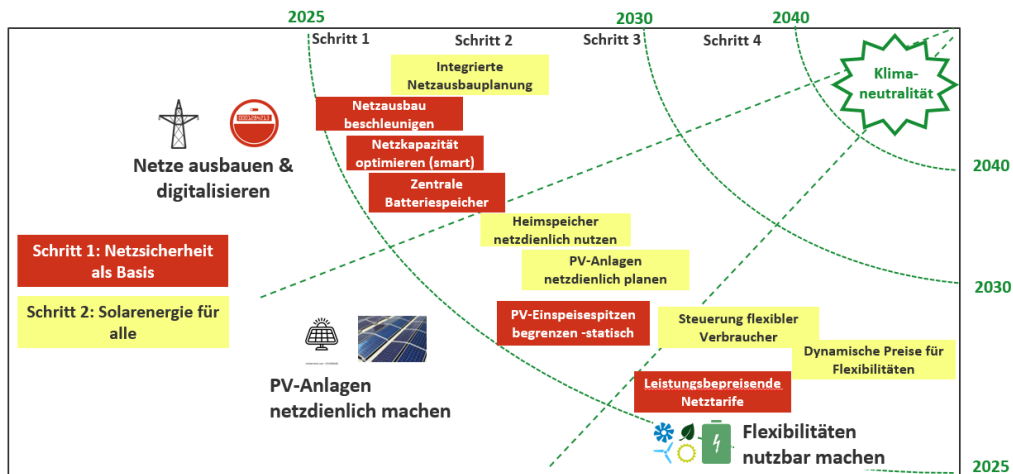 2025
2030
2040
Schritt 1
Schritt 2
Schritt 3
Schritt 4
Integrierte
Netzausbauplanung
Klima-
neutralität
Netzausbau
beschleunigen
Netzkapazität
optimieren (smart)
Netze ausbauen &
digitalisieren
Zentrale
Batteriespeicher
2040
Heimspeicher
netzdienlich nutzen
Schritt 1: Netzsicherheit
als Basis
PV-Anlagen
netzdienlich planen
2030
Schritt 2: Solarenergie für
alle
PV-Einspeisespitzen
begrenzen -statisch
Steuerung flexibler
Verbraucher
Dynamische Preise für
Flexibilitäten
PV-Anlagen
netzdienlich machen
Leistungsbepreisende
Netztarife
Flexibilitäten
nutzbar machen
2025